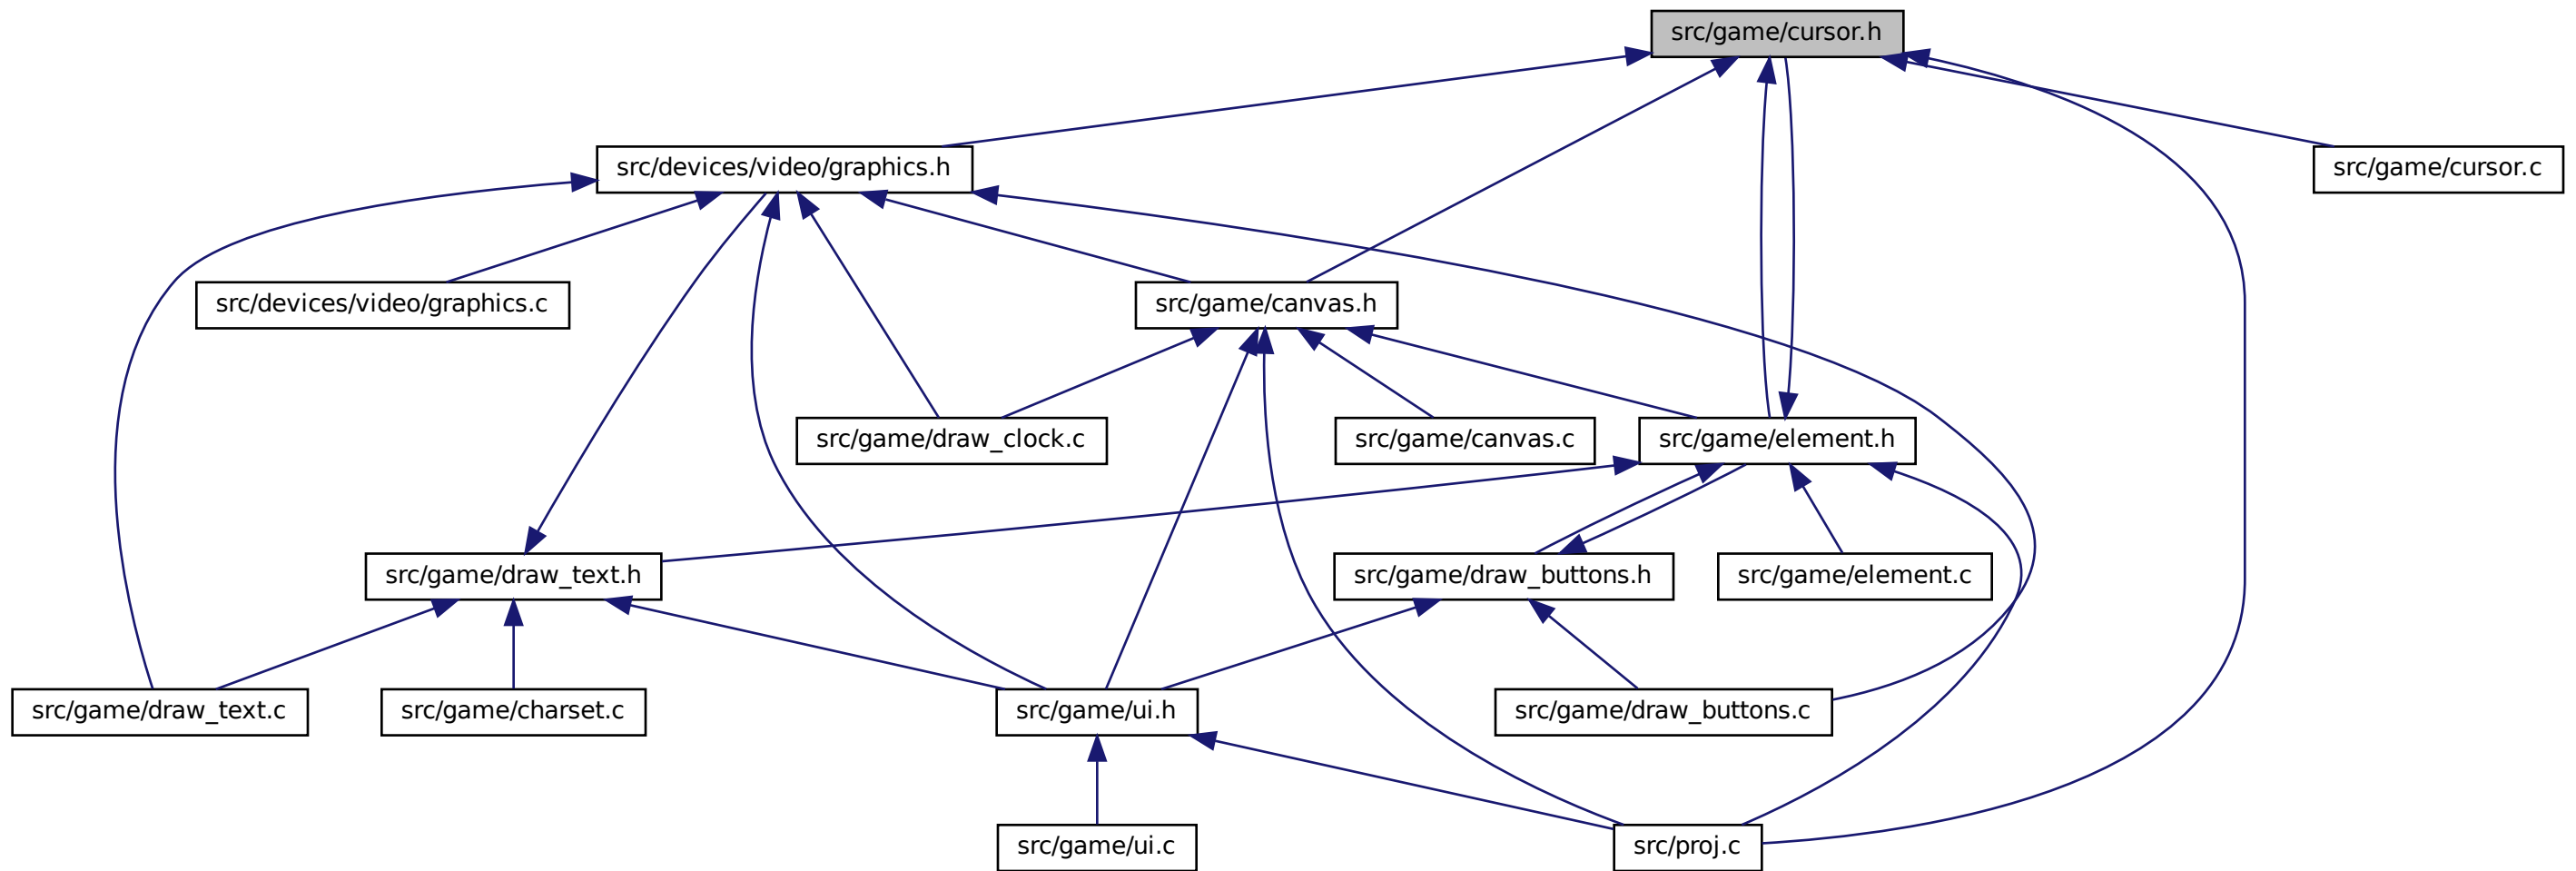 src/game/cursor.h
src/devices/video/graphics.h
src/game/cursor.c
src/devices/video/graphics.c
src/game/canvas.h
src/game/draw_clock.c
src/game/canvas.c
src/game/element.h
src/game/draw_text.h
src/game/draw_buttons.h
src/game/element.c
src/game/draw_text.c
src/game/charset.c
src/game/ui.h
src/game/draw_buttons.c
src/game/ui.c
src/proj.c